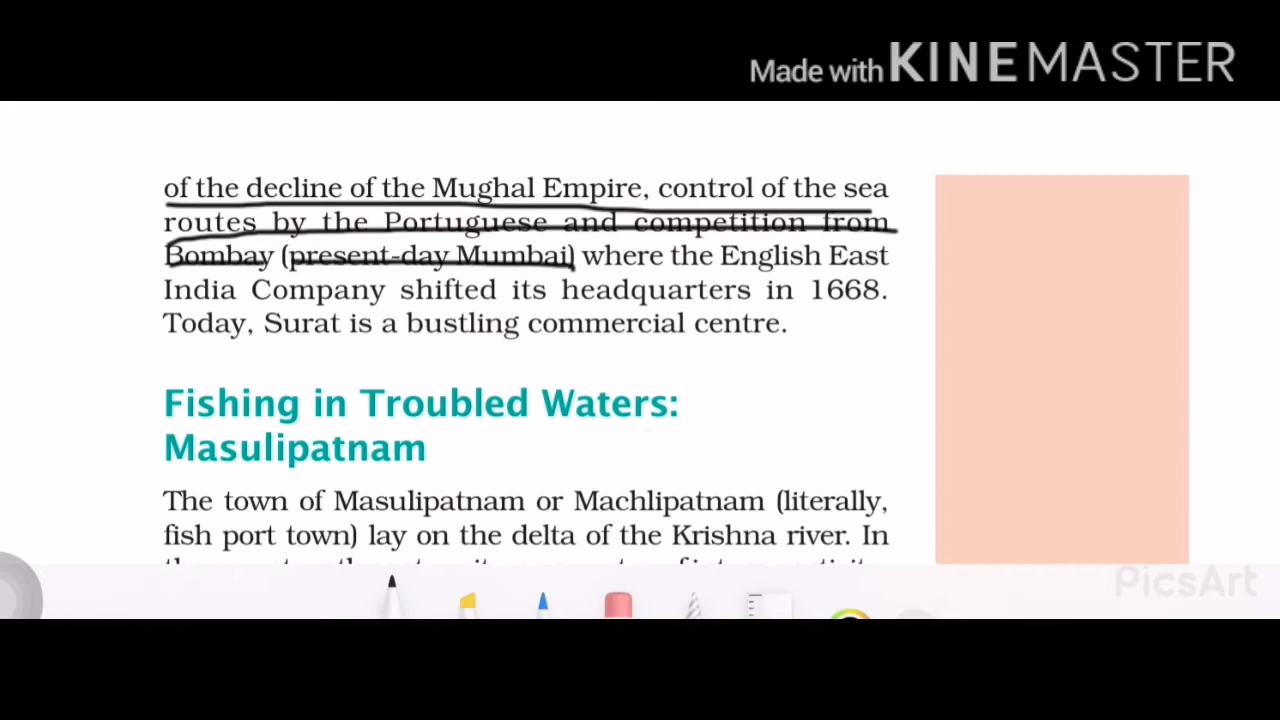 Made with KINEMASTER
of the decline of the Mughal Empire, control of the sea
routes by the Portuguese and competition from
Bombay (present-day Mumbai) where the English East
India Company shifted its headquarters in 1668.
Today, Surat is a bustling commercial centre.
Fishing in Troubled Waters:
Masulipatnam
The town of Masulipatnam or Machlipatnam (literally,
fish port town) lay on the delta of the Krishna river. In
PicsArt